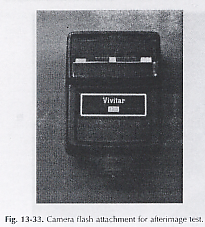 Vivitar
Fig. 13-33. Camera flash attachment for afterimage test.